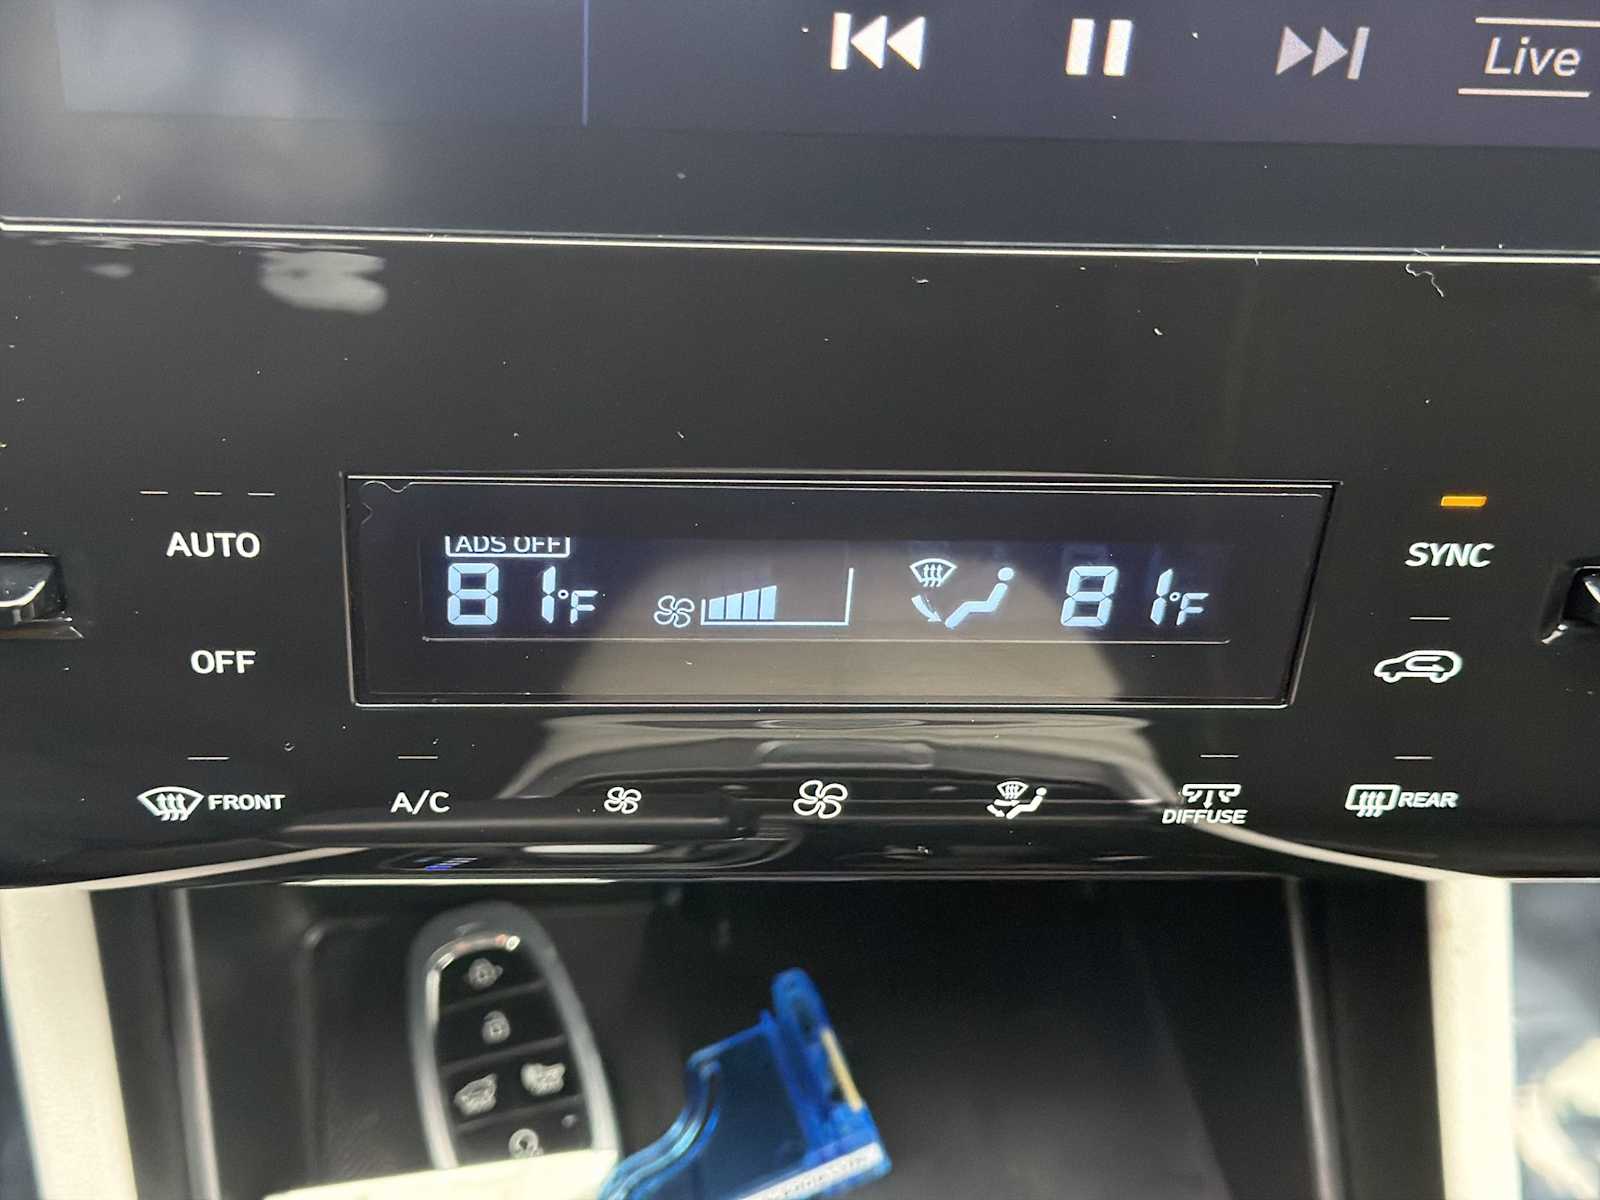 Live
ADS OFF
81°F
81°F
AUTO
SYNC
OFF
FRONT
A/C
DIFFUSE
REAR